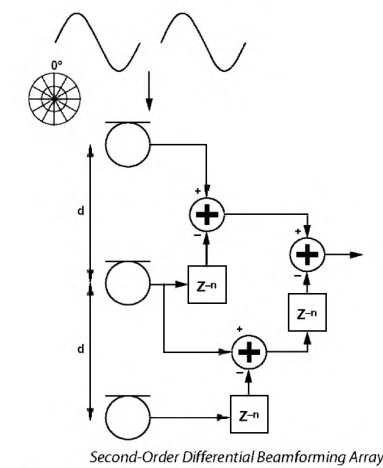 0°
d
+
–
Z–n
+
–
Z–n
d
+
–
Z–n
Second-Order Differential Beamforming Array